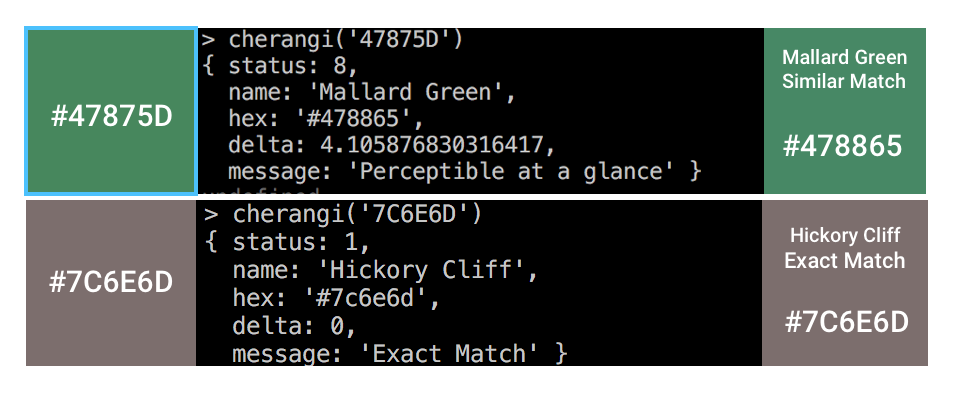 #47875D
> cherangi('47875D')
{ status: 8,
name: 'Mallard Green',
hex: '#478865',
delta: 4.105876830316417,
message: 'Perceptible at a glance' }
undefined
Mallard Green
Similar Match
#478865
#7C6E6D
> cherangi('7C6E6D')
{ status: 1,
name: 'Hickory Cliff',
hex: '#7c6e6d',
delta: 0,
message: 'Exact Match' }
Hickory Cliff
Exact Match
#7C6E6D